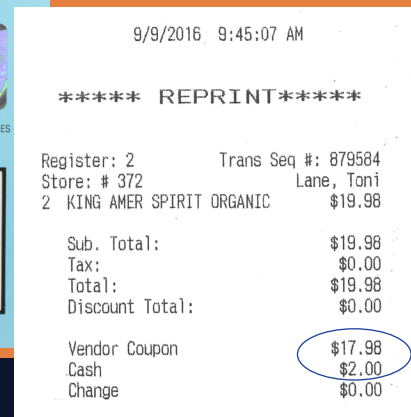 9/9/2016 9:45:07 AM
***** REPRINT*****
ES
Register: 2 Trans Seq #: 879584
Store: # 372 Lane, Toni
2 KING AMER SPIRIT ORGANIC $19.98
Sub. Total: $19.98
Tax: $0.00
Total: $19.98
Discount Total: $0.00
Vendor Coupon $17.98
Cash $2.00
Change $0.00